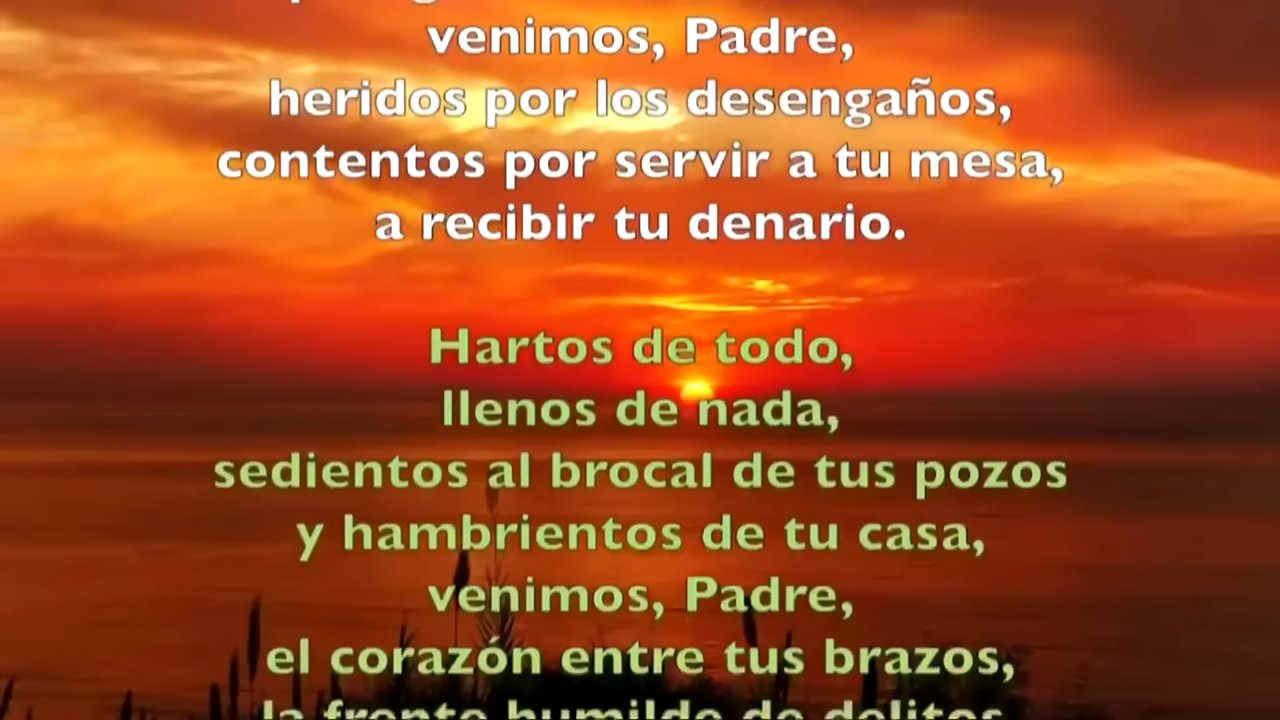 venimos, Padre,
heridos por los desengaños,
contentos por servir a tu mesa,
a recibir tu denario.
Hartos de todo,
llenos de nada,
sedientos al brocal de tus pozos
y hambrientos de tu casa,
venimos, Padre,
el corazón entre tus brazos,
la frente humilde de delitos